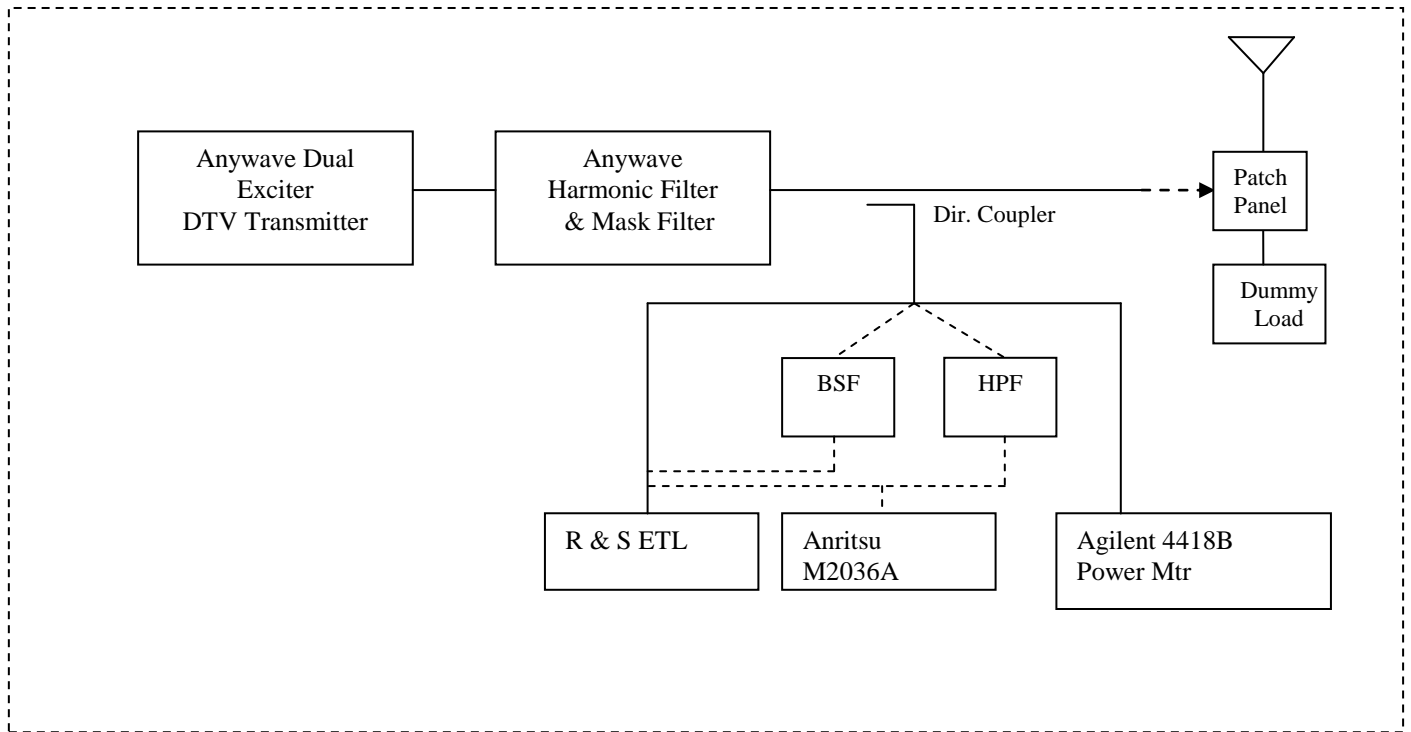 Anywave Dual
Exciter
DTV Transmitter
Anywave
Harmonic Filter
& Mask Filter
Dir. Coupler
Patch
Panel
Dummy
Load
BSF
HPF
R & S ETL
Anritsu
M2036A
Agilent 4418B
Power Mtr